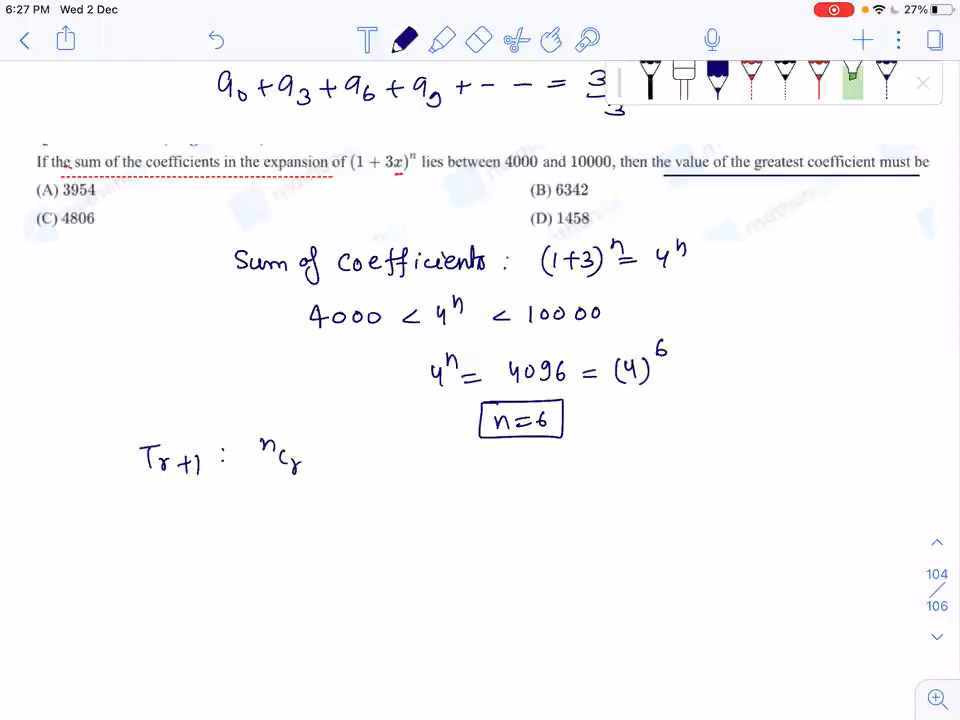 6:27 PM Wed 2 Dec 27%
T
a₀ + a₃ + a₆ + a₉ + - - - = 3
3
If the sum of the coefficients in the expansion of (1 + 3x)ⁿ lies between 4000 and 10000, then the value of the greatest coefficient must be
(A) 3954 (B) 6342
(C) 4806 (D) 1458
Sum of coefficients : (1+3)ⁿ = 4ⁿ
4000 < 4ⁿ < 10000
4ⁿ = 4096 = (4)⁶
n=6
Tᵣ₊₁ : ⁿCᵣ
104
/
106